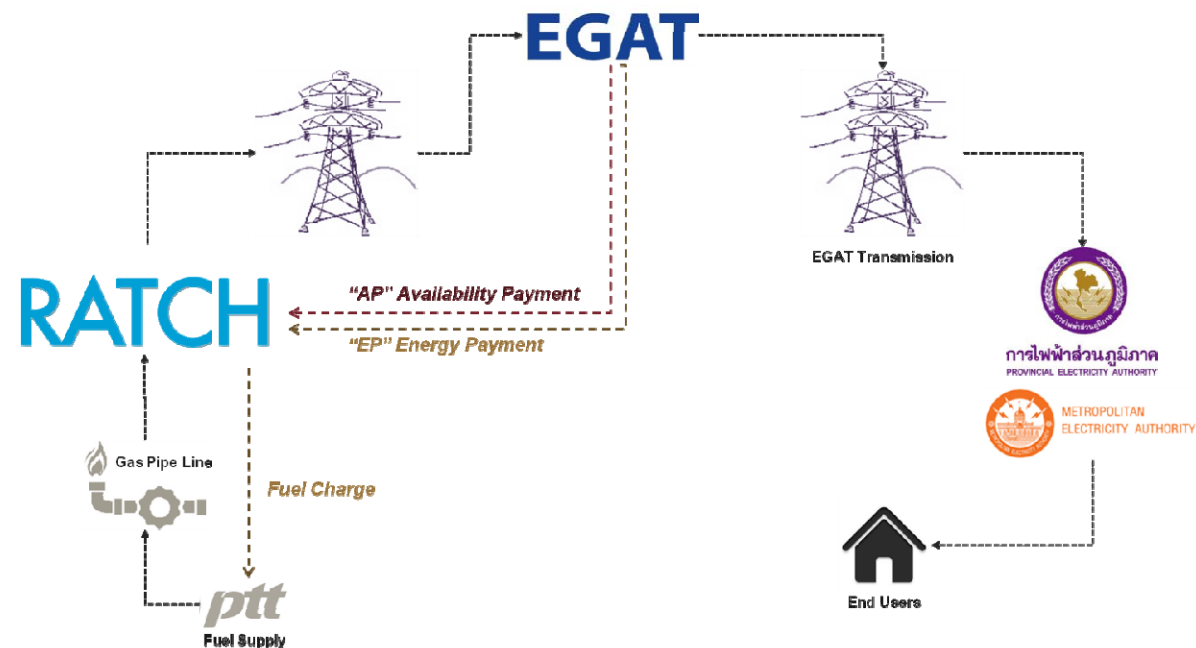 EGAT
EGAT Transmission
RATCH
“AP” Availability Payment
“EP” Energy Payment
การไฟฟ้าส่วนภูมิภาค
PROVINCIAL ELECTRICITY AUTHORITY
METROPOLITAN
ELECTRICITY AUTHORITY
Gas Pipe Line
Fuel Charge
ptt
Fuel Supply
End Users